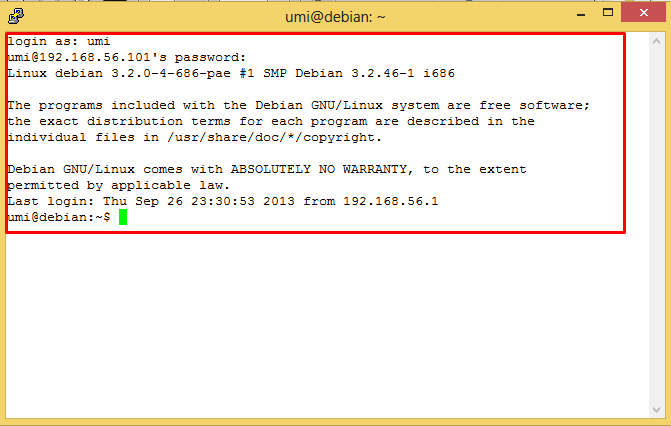 umi@debian: ~
login as: umi
umi@192.168.56.101's password:
Linux debian 3.2.0-4-686-pae #1 SMP Debian 3.2.46-1 i686
The programs included with the Debian GNU/Linux system are free software;
the exact distribution terms for each program are described in the
individual files in /usr/share/doc/*/copyright.
Debian GNU/Linux comes with ABSOLUTELY NO WARRANTY, to the extent
permitted by applicable law.
Last login: Thu Sep 26 23:30:53 2013 from 192.168.56.1
umi@debian:~$